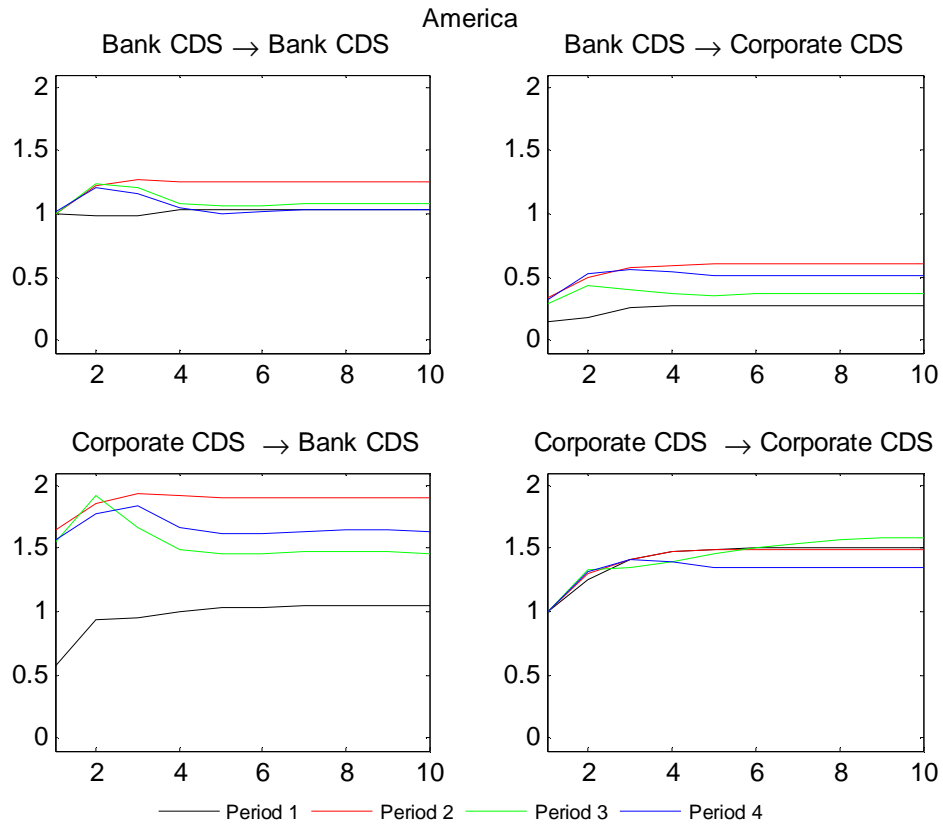 America
Bank CDS → Bank CDS
Bank CDS → Corporate CDS
2
1.5
1
0.5
0
2 4 6 8 10
2
1.5
1
0.5
0
2 4 6 8 10
Corporate CDS → Bank CDS
Corporate CDS → Corporate CDS
2
1.5
1
0.5
0
2 4 6 8 10
2
1.5
1
0.5
0
2 4 6 8 10
Period 1 Period 2 Period 3 Period 4